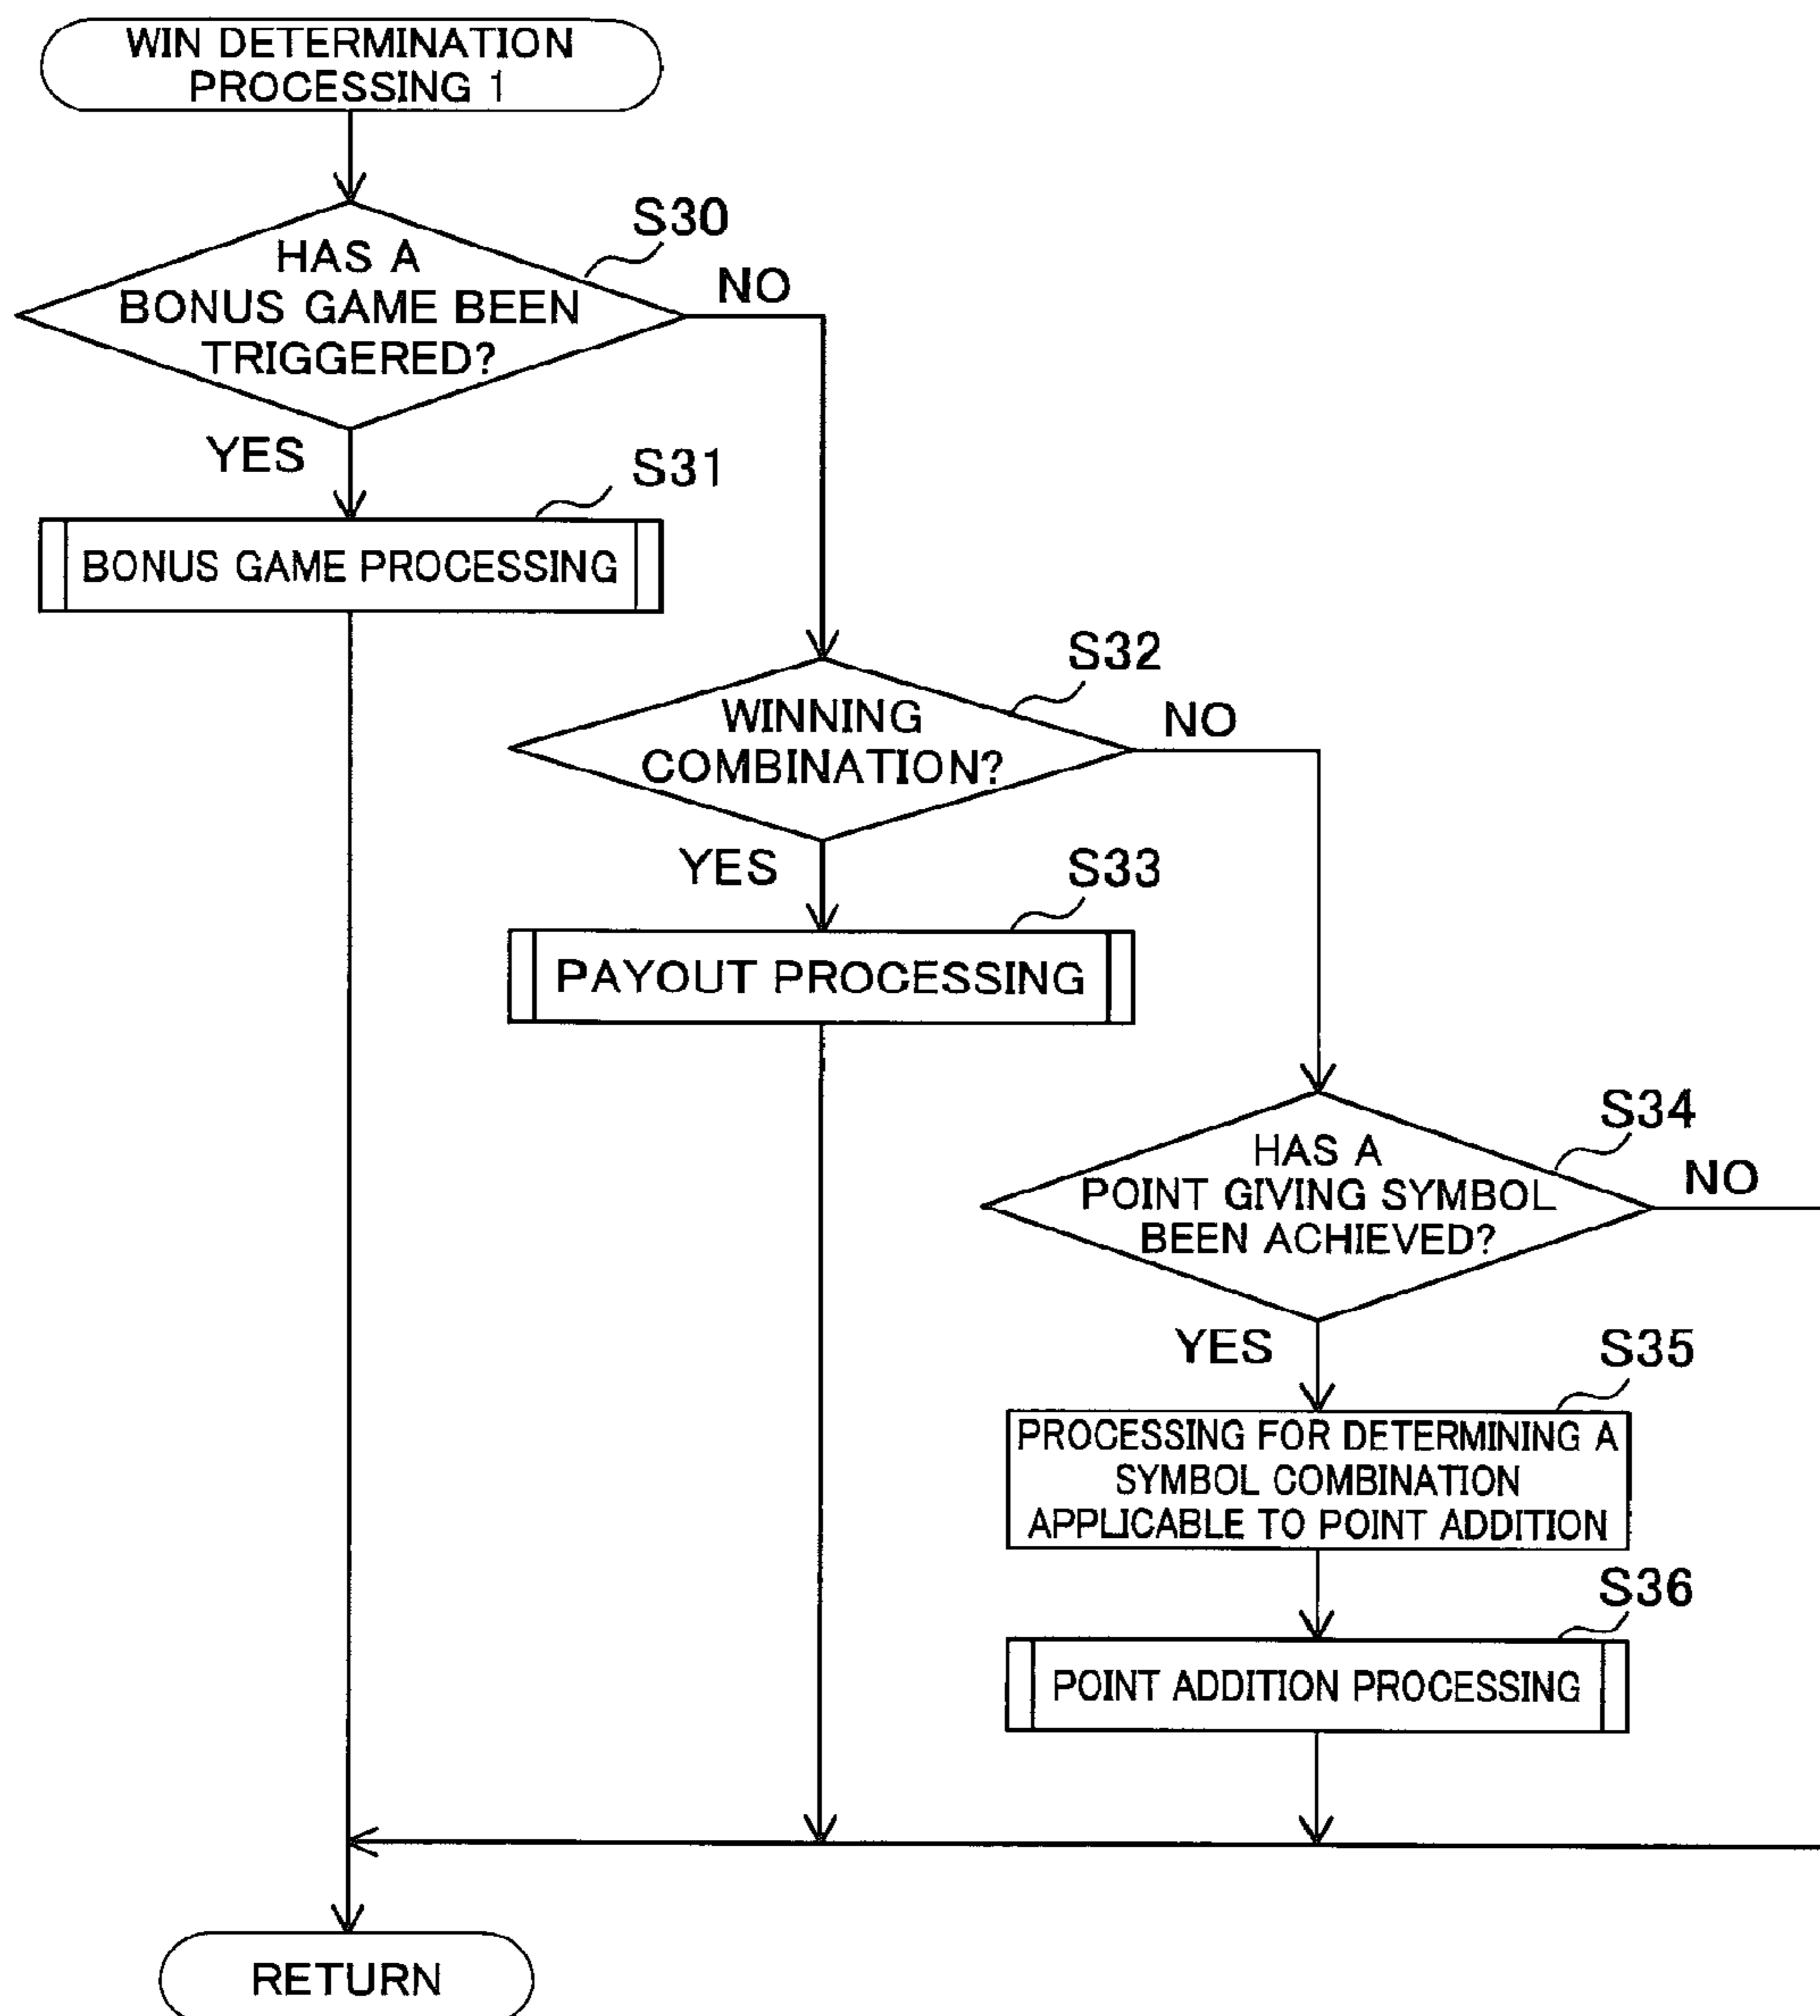 WIN DETERMINATION
PROCESSING 1
S30
HAS A
BONUS GAME BEEN
TRIGGERED?
NO
YES
S31
BONUS GAME PROCESSING
S32
WINNING
COMBINATION?
NO
YES
S33
PAYOUT PROCESSING
S34
HAS A
POINT GIVING SYMBOL
BEEN ACHIEVED?
NO
YES
S35
PROCESSING FOR DETERMINING A
SYMBOL COMBINATION
APPLICABLE TO POINT ADDITION
S36
POINT ADDITION PROCESSING
RETURN